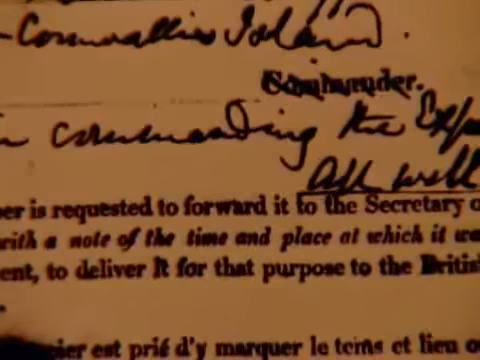 Cornwallis Island.
Commander.
commanding the Exp
All well
er is requested to forward it to the Secretary o
with a note of the time and place at which it wa
ent, to deliver it for that purpose to the British
pier est prié d'y marquer le tems et lieu o